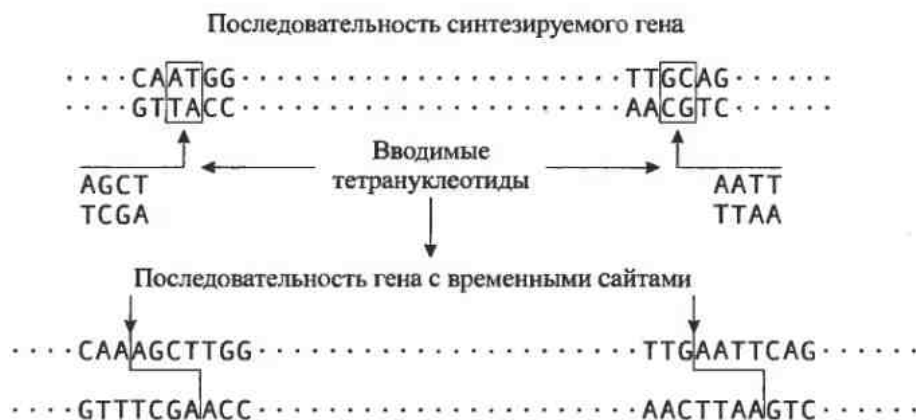 Последовательность синтезируемого гена
····CAATGG·······················TTGCAG······
····GTTACC·······················AACGTC······
Вводимые
тетрануклеотиды
AGCT AATT
TCGA TTAA
Последовательность гена с временными сайтами
····CAAAGCTTGG·······················TTGAATTCAG·····
····GTTTCGAACC·······················AACTTAAGTC·····